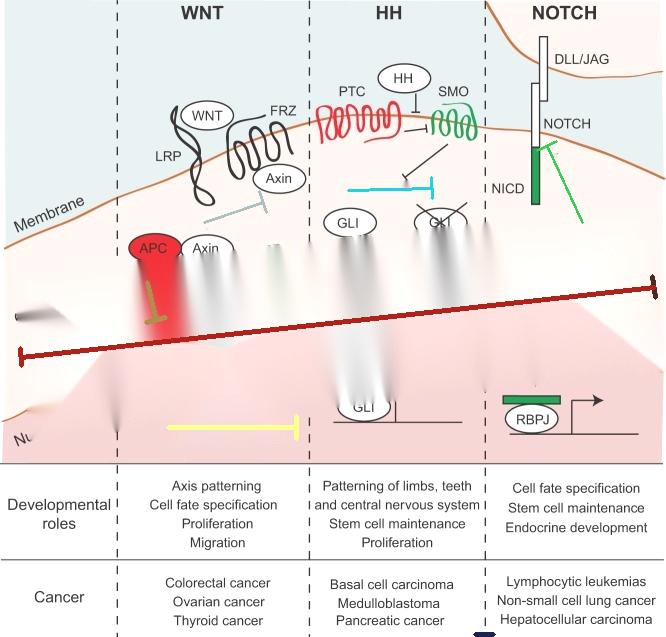 WNT HH NOTCH
DLL/JAG
HH
PTC SMO
WNT FRZ
NOTCH
LRP
Axin
NICD
Membrane
GLI GLI
APC Axin
GLI
RBPJ
Developmental roles
Axis patterning
Cell fate specification
Proliferation
Migration
Patterning of limbs, teeth
and central nervous system
Stem cell maintenance
Proliferation
Cell fate specification
Stem cell maintenance
Endocrine development
Cancer
Colorectal cancer
Ovarian cancer
Thyroid cancer
Basal cell carcinoma
Medulloblastoma
Pancreatic cancer
Lymphocytic leukemias
Non-small cell lung cancer
Hepatocellular carcinoma